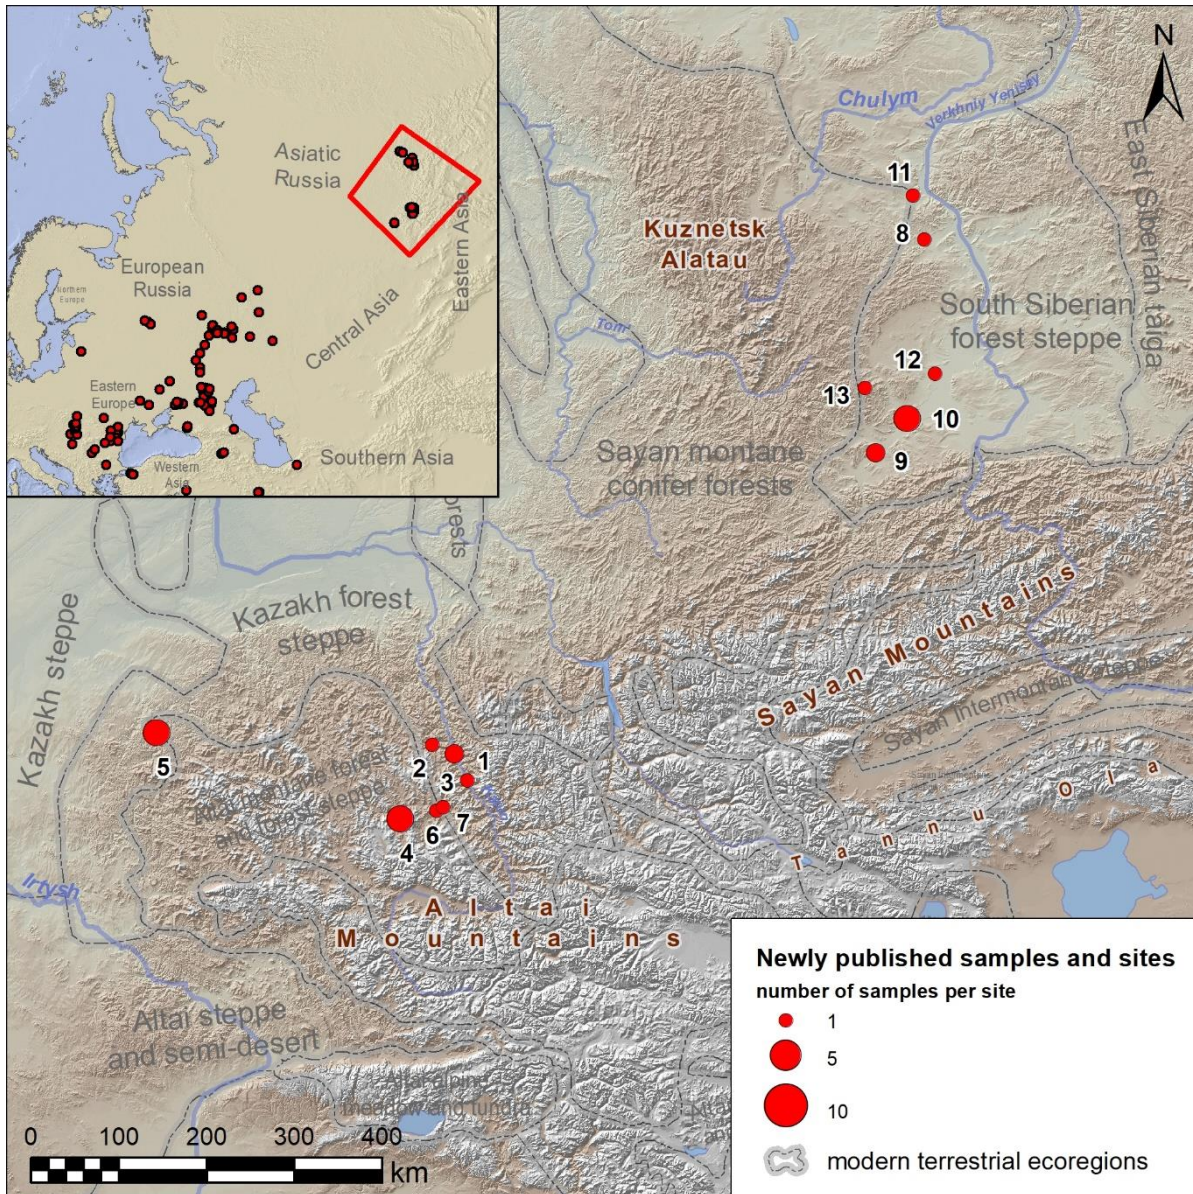 N
Chulym
Verkhniy Yenisey
East Siberian taiga
Asiatic
Russia
Eastern Asia
European
Russia
Northern
Europe
Central Asia
Eastern
Europe
Western
Asia
Southern Asia
11
8
Kuznetsk
Alatau
South Siberian
forest steppe
Tom'
12
13
10
9
Sayan montane
conifer forests
forests
Kazakh forest
steppe
Kazakh steppe
Sayan Mountains
Sayan Intermontane steppe
Sayan Intermontane
Tannu Ola
5
2
1
3
Altai montane forest
and forest steppe
6
7
4
Irtysh
Altai
Mountains
Altai steppe
and semi-desert
Altai alpine
meadow and tundra
Newly published samples and sites
number of samples per site
1
5
10
modern terrestrial ecoregions
0 100 200 300 400
km